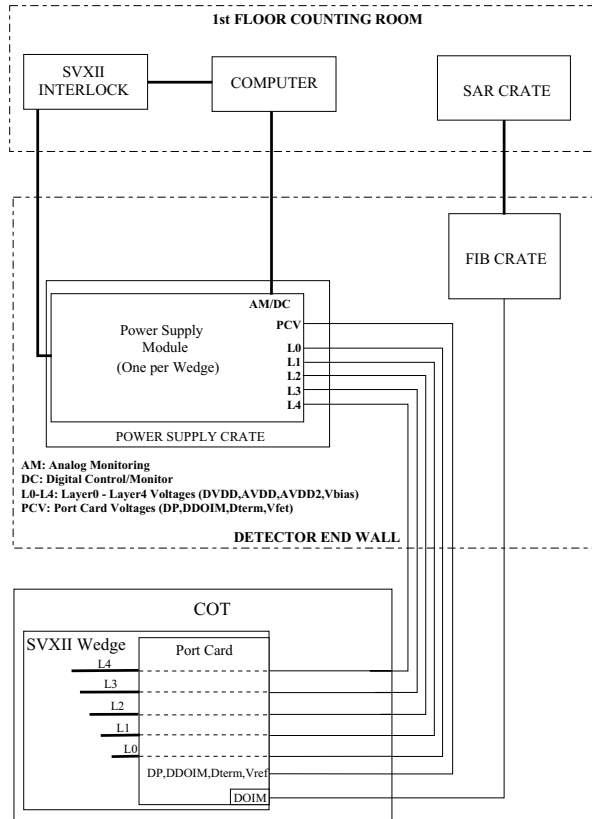 1st FLOOR COUNTING ROOM
SVXII
INTERLOCK
COMPUTER
SAR CRATE
FIB CRATE
AM/DC
PCV
Power Supply
Module
(One per Wedge)
L0
L1
L2
L3
L4
POWER SUPPLY CRATE
AM: Analog Monitoring
DC: Digital Control/Monitor
L0-L4: Layer0 - Layer4 Voltages (DVDD,AVDD,AVDD2,Vbias)
PCV: Port Card Voltages (DP,DDOIM,Dterm,Vfet)
DETECTOR END WALL
COT
SVXII Wedge
Port Card
L4
L3
L2
L1
L0
DP,DDOIM,Dterm,Vref
DOIM